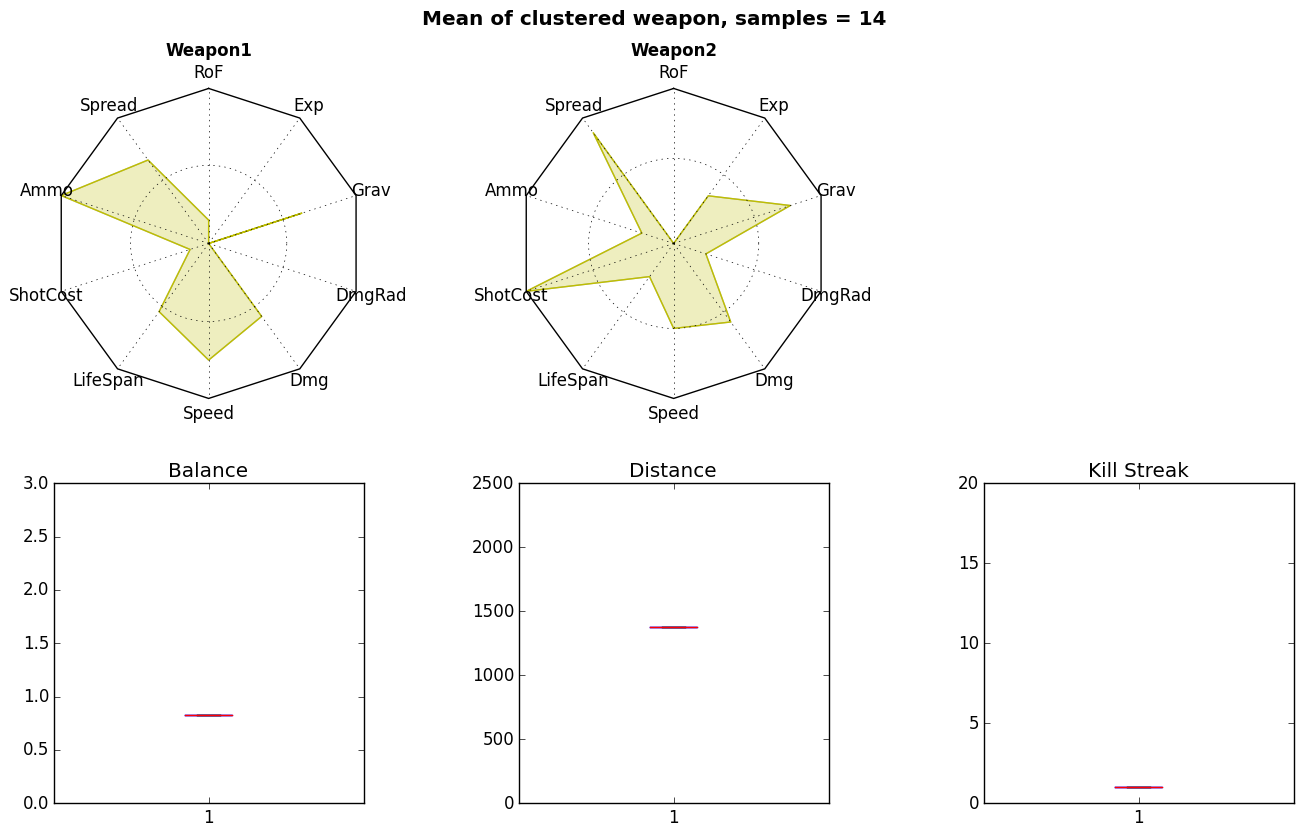 Mean of clustered weapon, samples = 14
Weapon1
RoF
Exp
Spread
Ammo
Grav
ShotCost
DmgRad
LifeSpan
Dmg
Speed
Weapon2
RoF
Exp
Spread
Ammo
Grav
ShotCost
DmgRad
LifeSpan
Dmg
Speed
Balance
3.0
2.5
2.0
1.5
1.0
0.5
0.0
1
Distance
2500
2000
1500
1000
500
0
1
Kill Streak
20
15
10
5
0
1